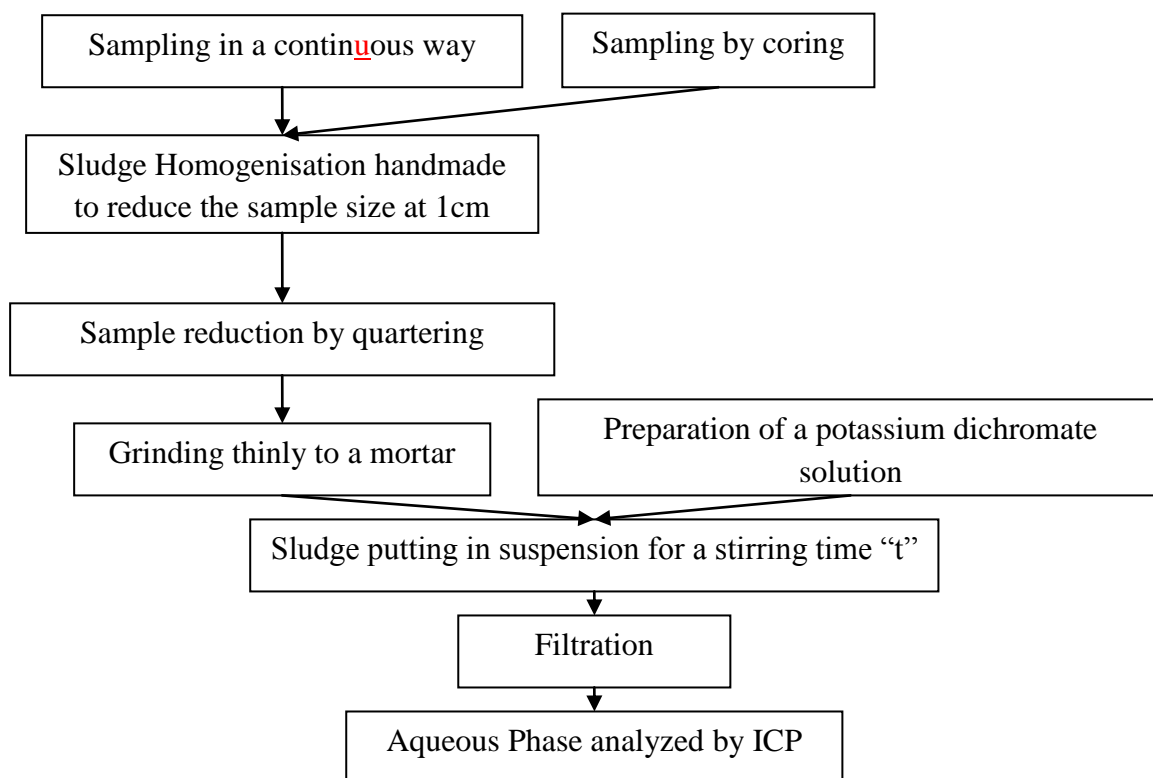 Sampling in a continuous way
Sampling by coring
Sludge Homogenisation handmade
to reduce the sample size at 1cm
Sample reduction by quartering
Grinding thinly to a mortar
Preparation of a potassium dichromate
solution
Sludge putting in suspension for a stirring time “t”
Filtration
Aqueous Phase analyzed by ICP